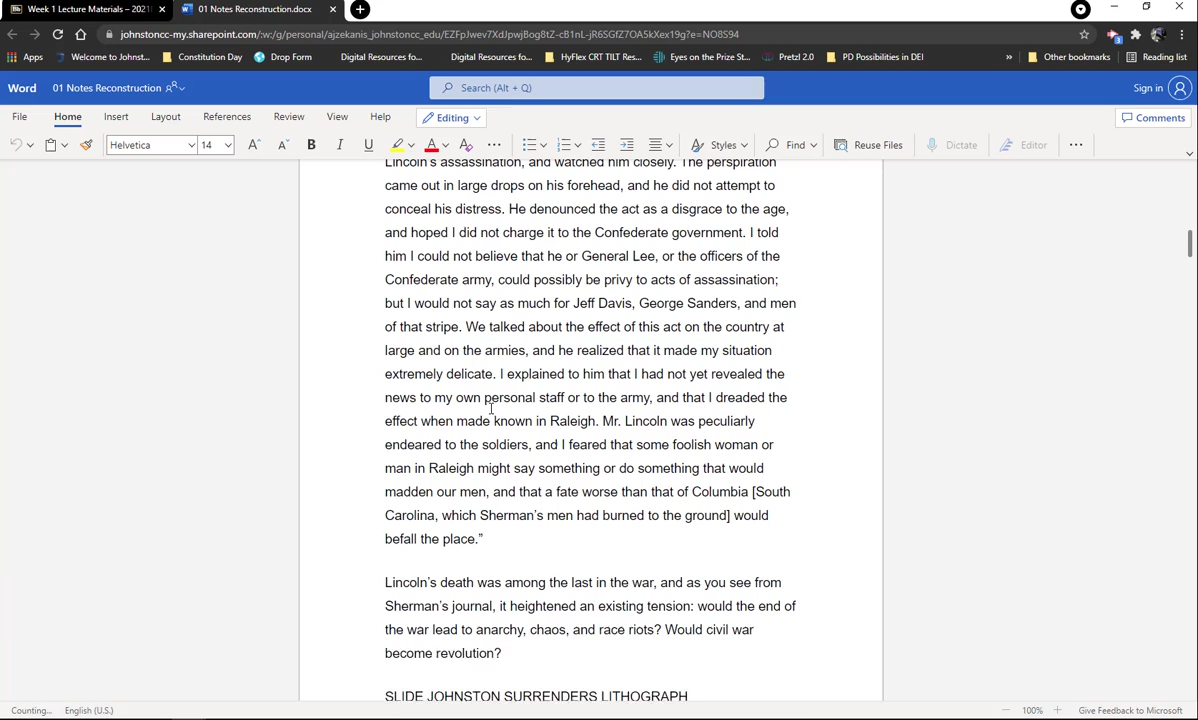 Week 1 Lecture Materials – 2021
01 Notes Reconstruction.docx
johnstoncc-my.sharepoint.com/:w:/g/personal/ajzekanis_johnstoncc_edu/EZFpJwev7XdJpwjBog8tZ-cB1nL-jR6SGfZ7OA5kXex19g?e=NO8S94
Apps
Welcome to Johnst...
Constitution Day
Drop Form
Digital Resources fo...
Digital Resources fo...
HyFlex CRT TILT Res...
Eyes on the Prize St...
Pretzl 2.0
PD Possibilities in DEI
»
Other bookmarks
Reading list
Word
01 Notes Reconstruction
Search (Alt + Q)
Sign in
File
Home
Insert
Layout
References
Review
View
Help
Editing
Comments
Helvetica
14
Styles
Find
Reuse Files
Dictate
Editor
Lincoln's assassination, and watched him closely. The perspiration
came out in large drops on his forehead, and he did not attempt to
conceal his distress. He denounced the act as a disgrace to the age,
and hoped I did not charge it to the Confederate government. I told
him I could not believe that he or General Lee, or the officers of the
Confederate army, could possibly be privy to acts of assassination;
but I would not say as much for Jeff Davis, George Sanders, and men
of that stripe. We talked about the effect of this act on the country at
large and on the armies, and he realized that it made my situation
extremely delicate. I explained to him that I had not yet revealed the
news to my own personal staff or to the army, and that I dreaded the
effect when made known in Raleigh. Mr. Lincoln was peculiarly
endeared to the soldiers, and I feared that some foolish woman or
man in Raleigh might say something or do something that would
madden our men, and that a fate worse than that of Columbia [South
Carolina, which Sherman's men had burned to the ground] would
befall the place."
Lincoln's death was among the last in the war, and as you see from
Sherman's journal, it heightened an existing tension: would the end of
the war lead to anarchy, chaos, and race riots? Would civil war
become revolution?
SLIDE JOHNSTON SURRENDERS LITHOGRAPH
Counting...
English (U.S.)
100%
Give Feedback to Microsoft